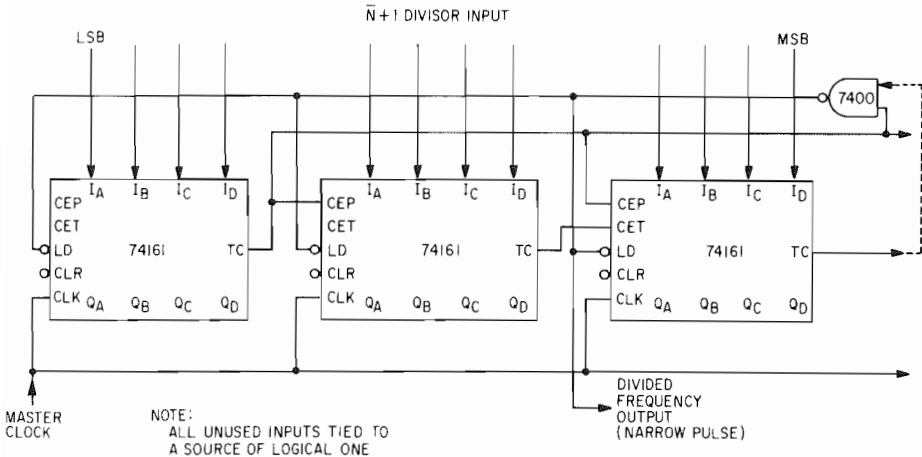 N̄+1 DIVISOR INPUT
LSB
MSB
7400
I_A I_B I_C I_D
CEP
CET
LD 74161 TC
CLR
CLK Q_A Q_B Q_C Q_D
I_A I_B I_C I_D
CEP
CET
LD 74161 TC
CLR
CLK Q_A Q_B Q_C Q_D
I_A I_B I_C I_D
CEP
CET
LD 74161 TC
CLR
CLK Q_A Q_B Q_C Q_D
MASTER
CLOCK
NOTE:
ALL UNUSED INPUTS TIED TO
A SOURCE OF LOGICAL ONE
DIVIDED
FREQUENCY
OUTPUT
(NARROW PULSE)